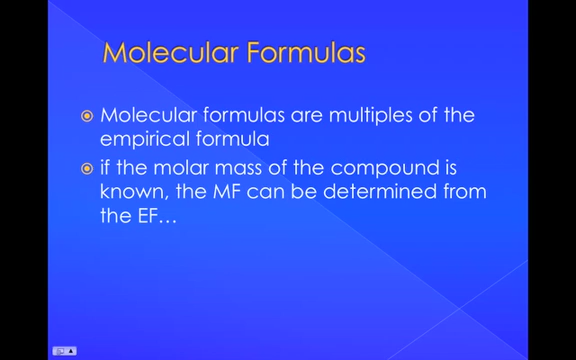 Molecular Formulas
Molecular formulas are multiples of the
empirical formula
if the molar mass of the compound is
known, the MF can be determined from
the EF…